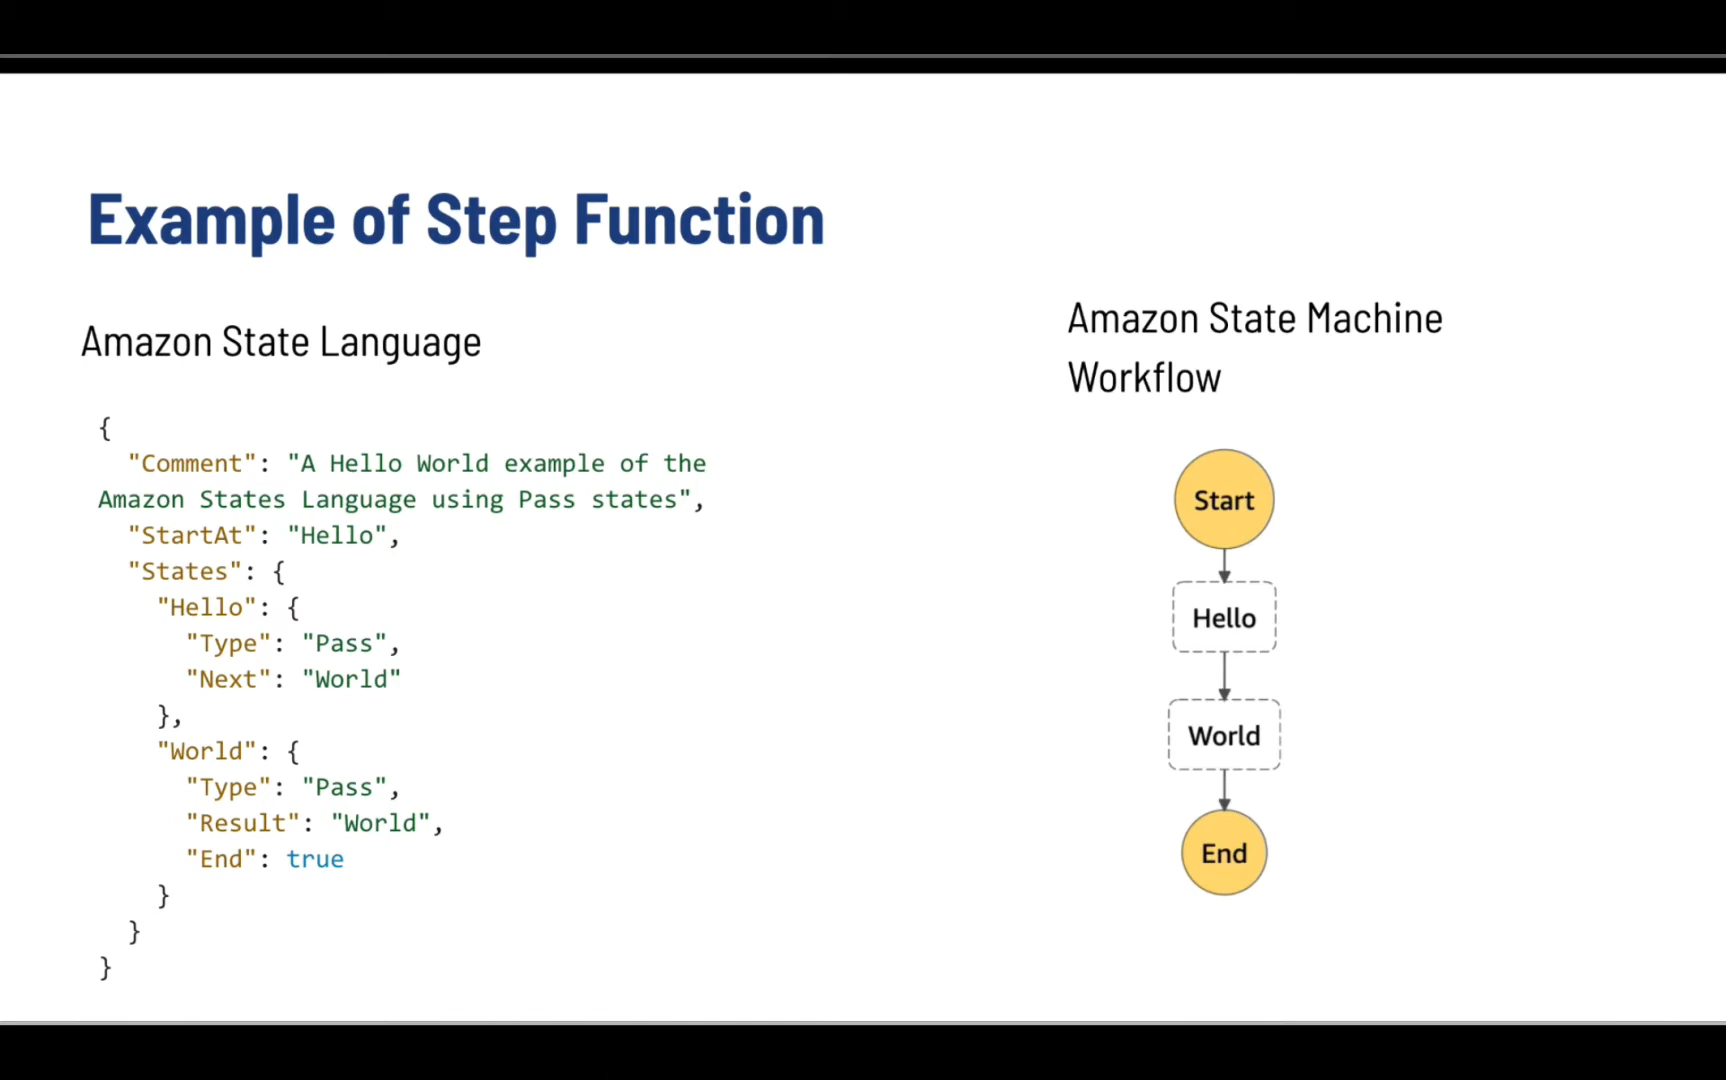 Example of Step Function
Amazon State Language
{
  "Comment": "A Hello World example of the
Amazon States Language using Pass states",
  "StartAt": "Hello",
  "States": {
    "Hello": {
      "Type": "Pass",
      "Next": "World"
    },
    "World": {
      "Type": "Pass",
      "Result": "World",
      "End": true
    }
  }
}
Amazon State Machine
Workflow
Start
Hello
World
End